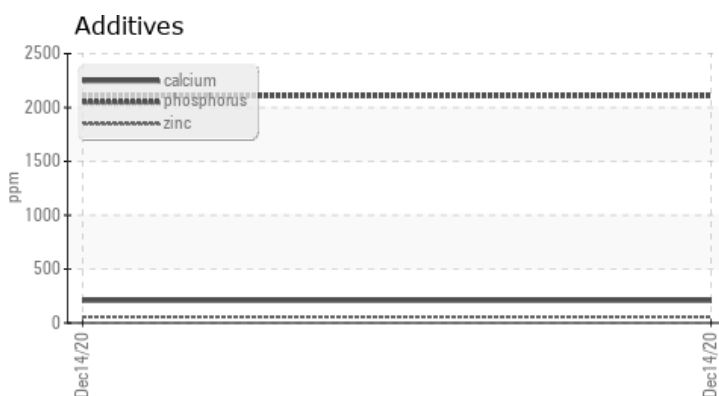 Additives
2500
2000
1500
1000
500
0
ppm
calcium
phosphorus
zinc
Dec14/20
Dec14/20